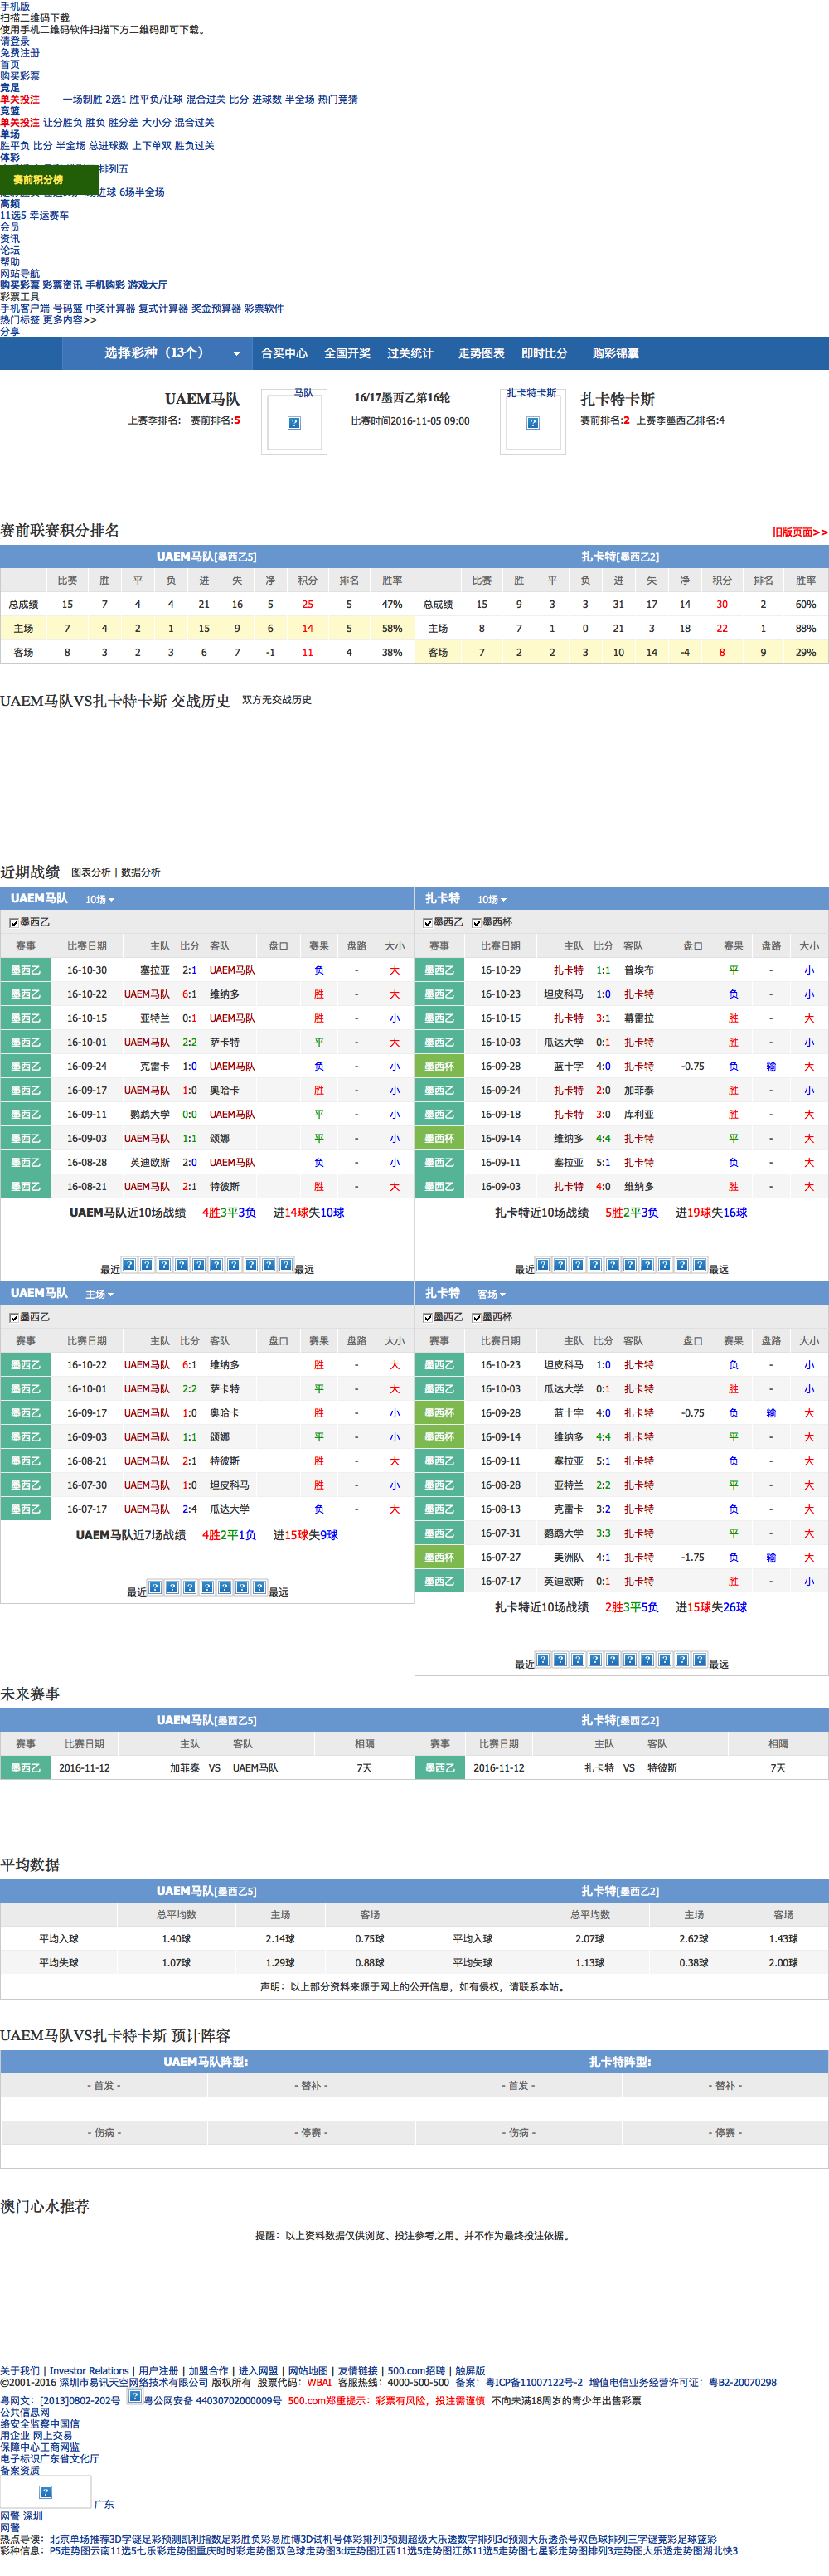 手机版
扫描二维码下载
使用手机二维码软件扫描下方二维码即可下载。
请登录
免费注册
首页
购买彩票
竞足
单关投注 一场制胜 2选1 胜平负/让球 混合过关 比分 进球数 半全场 热门竞猜
竞篮
单关投注 让分胜负 胜负 胜分差 大小分 混合过关
单场
胜平负 比分 半全场 总进球数 上下单双 胜负过关
体彩
排列五
赛前积分榜
进球 6场半全场
高频
11选5 幸运赛车
会员
资讯
论坛
帮助
网站导航
购买彩票 彩票资讯 手机购彩 游戏大厅
彩票工具
手机客户端 号码篮 中奖计算器 复式计算器 奖金预算器 彩票软件
热门标签 更多内容>>
分享
选择彩种（13个） 合买中心 全国开奖 过关统计 走势图表 即时比分 购彩锦囊
UAEM马队 马队 16/17墨西乙第16轮 扎卡特卡斯 扎卡特卡斯
上赛季排名: 赛前排名:5 比赛时间2016-11-05 09:00 赛前排名:2 上赛季墨西乙排名:4
赛前联赛积分排名 旧版页面>>
UAEM马队[墨西乙5] 扎卡特[墨西乙2]
比赛 胜 平 负 进 失 净 积分 排名 胜率 比赛 胜 平 负 进 失 净 积分 排名 胜率
总成绩 15 7 4 4 21 16 5 25 5 47% 总成绩 15 9 3 3 31 17 14 30 2 60%
主场 7 4 2 1 15 9 6 14 5 58% 主场 8 7 1 0 21 3 18 22 1 88%
客场 8 3 2 3 6 7 -1 11 4 38% 客场 7 2 2 3 10 14 -4 8 9 29%
UAEM马队VS扎卡特卡斯 交战历史 双方无交战历史
近期战绩 图表分析 | 数据分析
UAEM马队 10场 扎卡特 10场
墨西乙 墨西乙 墨西杯
赛事 比赛日期 主队 比分 客队 盘口 赛果 盘路 大小 赛事 比赛日期 主队 比分 客队 盘口 赛果 盘路 大小
墨西乙 16-10-30 塞拉亚 2:1 UAEM马队 负 - 大 墨西乙 16-10-29 扎卡特 1:1 普埃布 平 - 小
墨西乙 16-10-22 UAEM马队 6:1 维纳多 胜 - 大 墨西乙 16-10-23 坦皮科马 1:0 扎卡特 负 - 小
墨西乙 16-10-15 亚特兰 0:1 UAEM马队 胜 - 小 墨西乙 16-10-15 扎卡特 3:1 幕雷拉 胜 - 大
墨西乙 16-10-01 UAEM马队 2:2 萨卡特 平 - 大 墨西乙 16-10-03 瓜达大学 0:1 扎卡特 胜 - 小
墨西乙 16-09-24 克雷卡 1:0 UAEM马队 负 - 小 墨西杯 16-09-28 蓝十字 4:0 扎卡特 -0.75 负 输 大
墨西乙 16-09-17 UAEM马队 1:0 奥哈卡 胜 - 小 墨西乙 16-09-24 扎卡特 2:0 加菲泰 胜 - 小
墨西乙 16-09-11 鹦鹉大学 0:0 UAEM马队 平 - 小 墨西乙 16-09-18 扎卡特 3:0 库利亚 胜 - 大
墨西乙 16-09-03 UAEM马队 1:1 颂娜 平 - 小 墨西杯 16-09-14 维纳多 4:4 扎卡特 平 - 大
墨西乙 16-08-28 英迪欧斯 2:0 UAEM马队 负 - 小 墨西乙 16-09-11 塞拉亚 5:1 扎卡特 负 - 大
墨西乙 16-08-21 UAEM马队 2:1 特彼斯 胜 - 大 墨西乙 16-09-03 扎卡特 4:0 维纳多 胜 - 大
UAEM马队近10场战绩 4胜3平3负 进14球失10球 扎卡特近10场战绩 5胜2平3负 进19球失16球
最近 最远 最近 最远
UAEM马队 主场 扎卡特 客场
墨西乙 墨西乙 墨西杯
赛事 比赛日期 主队 比分 客队 盘口 赛果 盘路 大小 赛事 比赛日期 主队 比分 客队 盘口 赛果 盘路 大小
墨西乙 16-10-22 UAEM马队 6:1 维纳多 胜 - 大 墨西乙 16-10-23 坦皮科马 1:0 扎卡特 负 - 小
墨西乙 16-10-01 UAEM马队 2:2 萨卡特 平 - 大 墨西乙 16-10-03 瓜达大学 0:1 扎卡特 胜 - 小
墨西乙 16-09-17 UAEM马队 1:0 奥哈卡 胜 - 小 墨西杯 16-09-28 蓝十字 4:0 扎卡特 -0.75 负 输 大
墨西乙 16-09-03 UAEM马队 1:1 颂娜 平 - 小 墨西杯 16-09-14 维纳多 4:4 扎卡特 平 - 大
墨西乙 16-08-21 UAEM马队 2:1 特彼斯 胜 - 大 墨西乙 16-09-11 塞拉亚 5:1 扎卡特 负 - 大
墨西乙 16-07-30 UAEM马队 1:0 坦皮科马 胜 - 小 墨西乙 16-08-28 亚特兰 2:2 扎卡特 平 - 大
墨西乙 16-07-17 UAEM马队 2:4 瓜达大学 负 - 大 墨西乙 16-08-13 克雷卡 3:2 扎卡特 负 - 大
UAEM马队近7场战绩 4胜2平1负 进15球失9球 墨西乙 16-07-31 鹦鹉大学 3:3 扎卡特 平 - 大
墨西杯 16-07-27 美洲队 4:1 扎卡特 -1.75 负 输 大
最近 最远 墨西乙 16-07-17 英迪欧斯 0:1 扎卡特 胜 - 小
扎卡特近10场战绩 2胜3平5负 进15球失26球
最近 最远
未来赛事
UAEM马队[墨西乙5] 扎卡特[墨西乙2]
赛事 比赛日期 主队 客队 相隔 赛事 比赛日期 主队 客队 相隔
墨西乙 2016-11-12 加菲泰 VS UAEM马队 7天 墨西乙 2016-11-12 扎卡特 VS 特彼斯 7天
平均数据
UAEM马队[墨西乙5] 扎卡特[墨西乙2]
总平均数 主场 客场 总平均数 主场 客场
平均入球 1.40球 2.14球 0.75球 平均入球 2.07球 2.62球 1.43球
平均失球 1.07球 1.29球 0.88球 平均失球 1.13球 0.38球 2.00球
声明：以上部分资料来源于网上的公开信息，如有侵权，请联系本站。
UAEM马队VS扎卡特卡斯 预计阵容
UAEM马队阵型: 扎卡特阵型:
- 首发 - - 替补 - - 首发 - - 替补 -
- 伤病 - - 停赛 - - 伤病 - - 停赛 -
澳门心水推荐
提醒：以上资料数据仅供浏览、投注参考之用。并不作为最终投注依据。
关于我们 | Investor Relations | 用户注册 | 加盟合作 | 进入网盟 | 网站地图 | 友情链接 | 500.com招聘 | 触屏版
©2001-2016 深圳市易讯天空网络技术有限公司 版权所有 股票代码：WBAI 客服热线：4000-500-500 备案：粤ICP备11007122号-2 增值电信业务经营许可证：粤B2-20070298
粤网文：[2013]0802-202号 粤公网安备 44030702000009号 500.com郑重提示：彩票有风险，投注需谨慎 不向未满18周岁的青少年出售彩票
公共信息网
络安全监察中国信
用企业 网上交易
保障中心工商网监
电子标识广东省文化厅
备案资质
广东
网警 深圳
网警
热点导读：北京单场推荐3D字谜足彩预测凯利指数足彩胜负彩易胜博3D试机号体彩排列3预测超级大乐透数字排列3d预测大乐透杀号双色球排列三字谜竞彩足球篮彩
彩种信息：P5走势图云南11选5七乐彩走势图重庆时时彩走势图双色球走势图3d走势图江西11选5走势图江苏11选5走势图七星彩走势图排列3走势图大乐透走势图湖北快3